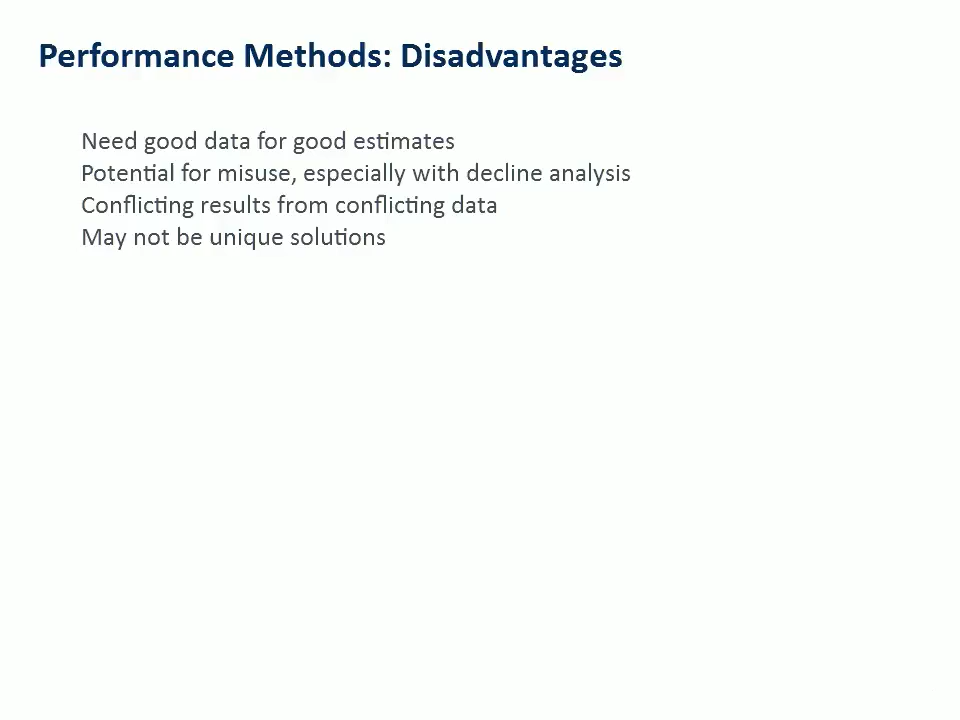 Performance Methods: Disadvantages
Need good data for good estimates
Potential for misuse, especially with decline analysis
Conflicting results from conflicting data
May not be unique solutions